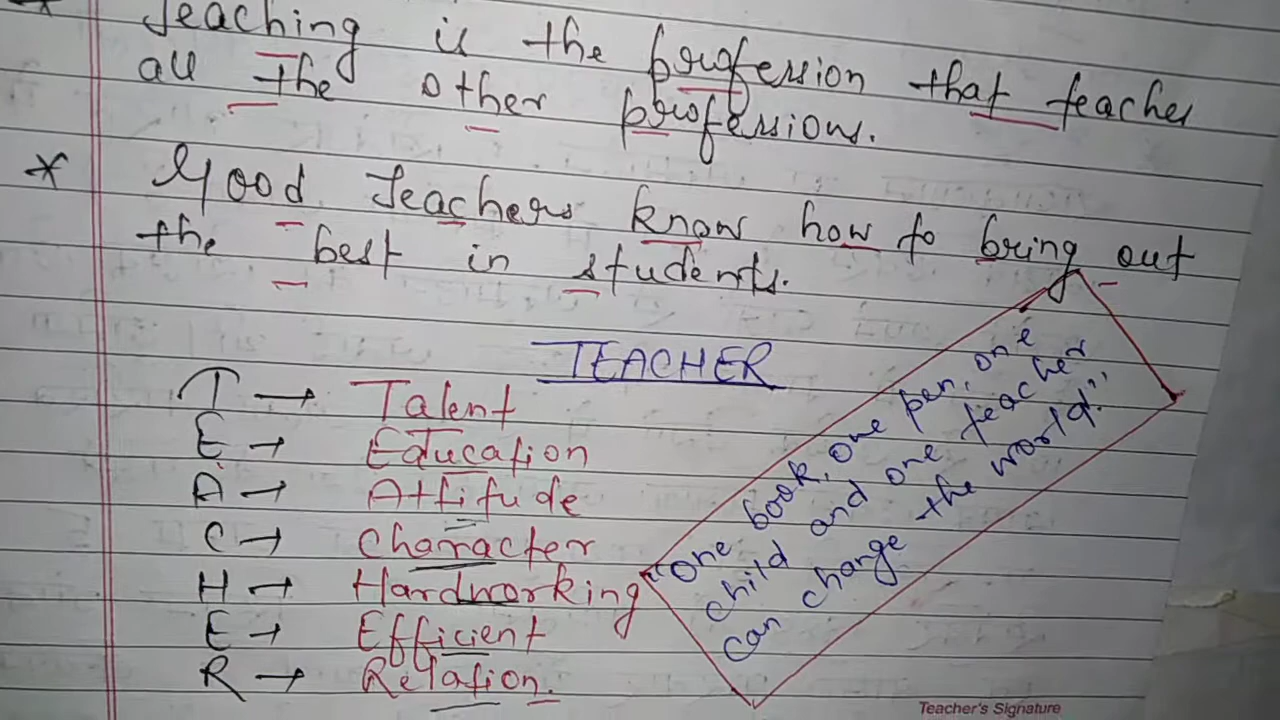 * Teaching is the profession that teaches
all the other professions.
* Good Teachers know how to bring out
the best in students.
TEACHER
T → Talent
E → Education
A → Attitude
C → Character
H → Hardworking
E → Efficient
R → Relation.
"One book, one pen, one
child and one teacher
can change the world!"
Teacher's Signature